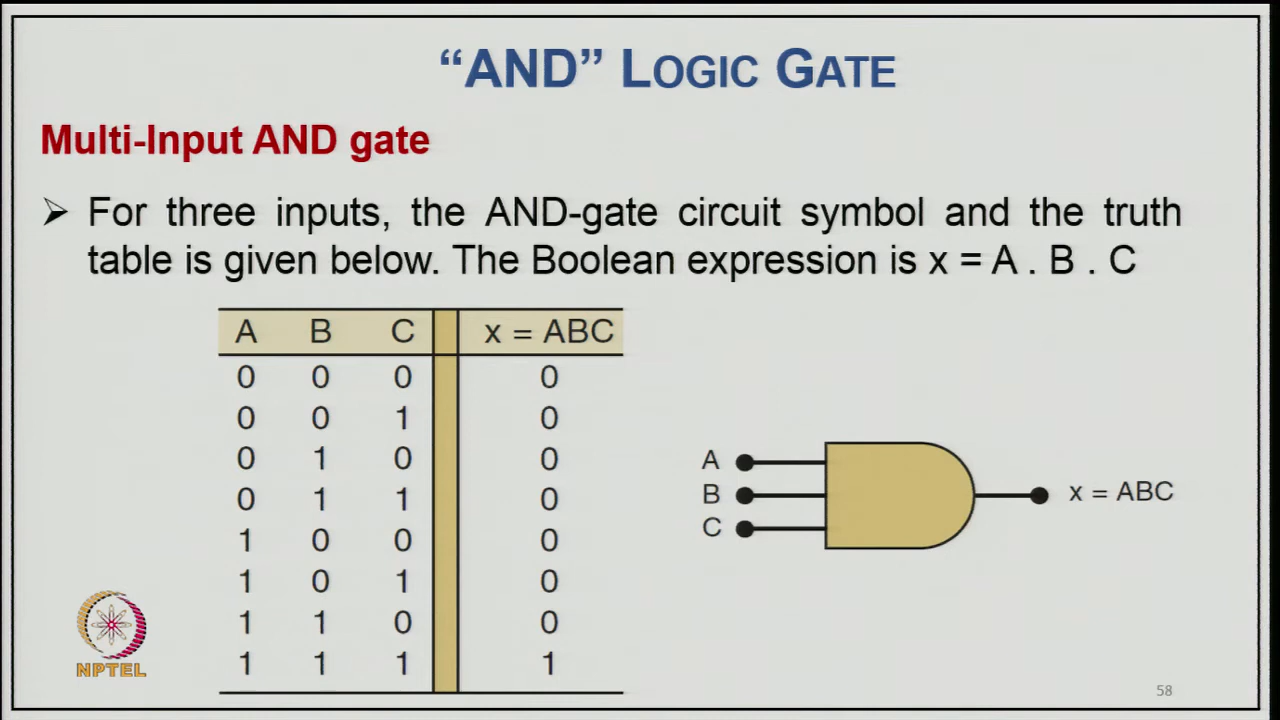 “AND” LOGIC GATE
Multi-Input AND gate
➢ For three inputs, the AND-gate circuit symbol and the truth
table is given below. The Boolean expression is x = A . B . C
A B C x = ABC
0 0 0 0
0 0 1 0
0 1 0 0
0 1 1 0
1 0 0 0
1 0 1 0
1 1 0 0
1 1 1 1
A
B
C
x = ABC
NPTEL
58